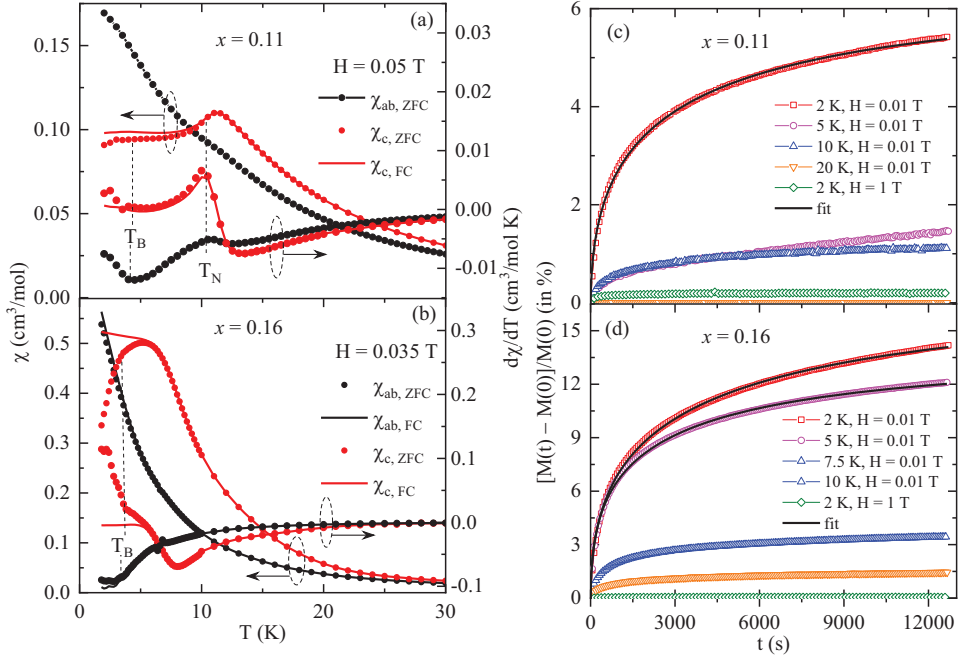 (a)
x = 0.11
H = 0.05 T
χab, ZFC
χc, ZFC
χc, FC
TB
TN
0.15
0.10
0.05
0.00
0.03
0.02
0.01
0.00
-0.01
χ (cm³/mol)
dχ/dT (cm³/mol K)
(b)
x = 0.16
H = 0.035 T
χab, ZFC
χab, FC
χc, ZFC
χc, FC
TB
0.5
0.4
0.3
0.2
0.1
0.0
0.3
0.2
0.1
0.0
-0.1
0 5 10 15 20 25 30
T (K)
(c)
x = 0.11
2 K, H = 0.01 T
5 K, H = 0.01 T
10 K, H = 0.01 T
20 K, H = 0.01 T
2 K, H = 1 T
fit
6
4
2
0
[M(t) − M(0)]/M(0) (in %)
(d)
x = 0.16
2 K, H = 0.01 T
5 K, H = 0.01 T
7.5 K, H = 0.01 T
10 K, H = 0.01 T
2 K, H = 1 T
fit
15
12
9
6
3
0
0 3000 6000 9000 12000
t (s)